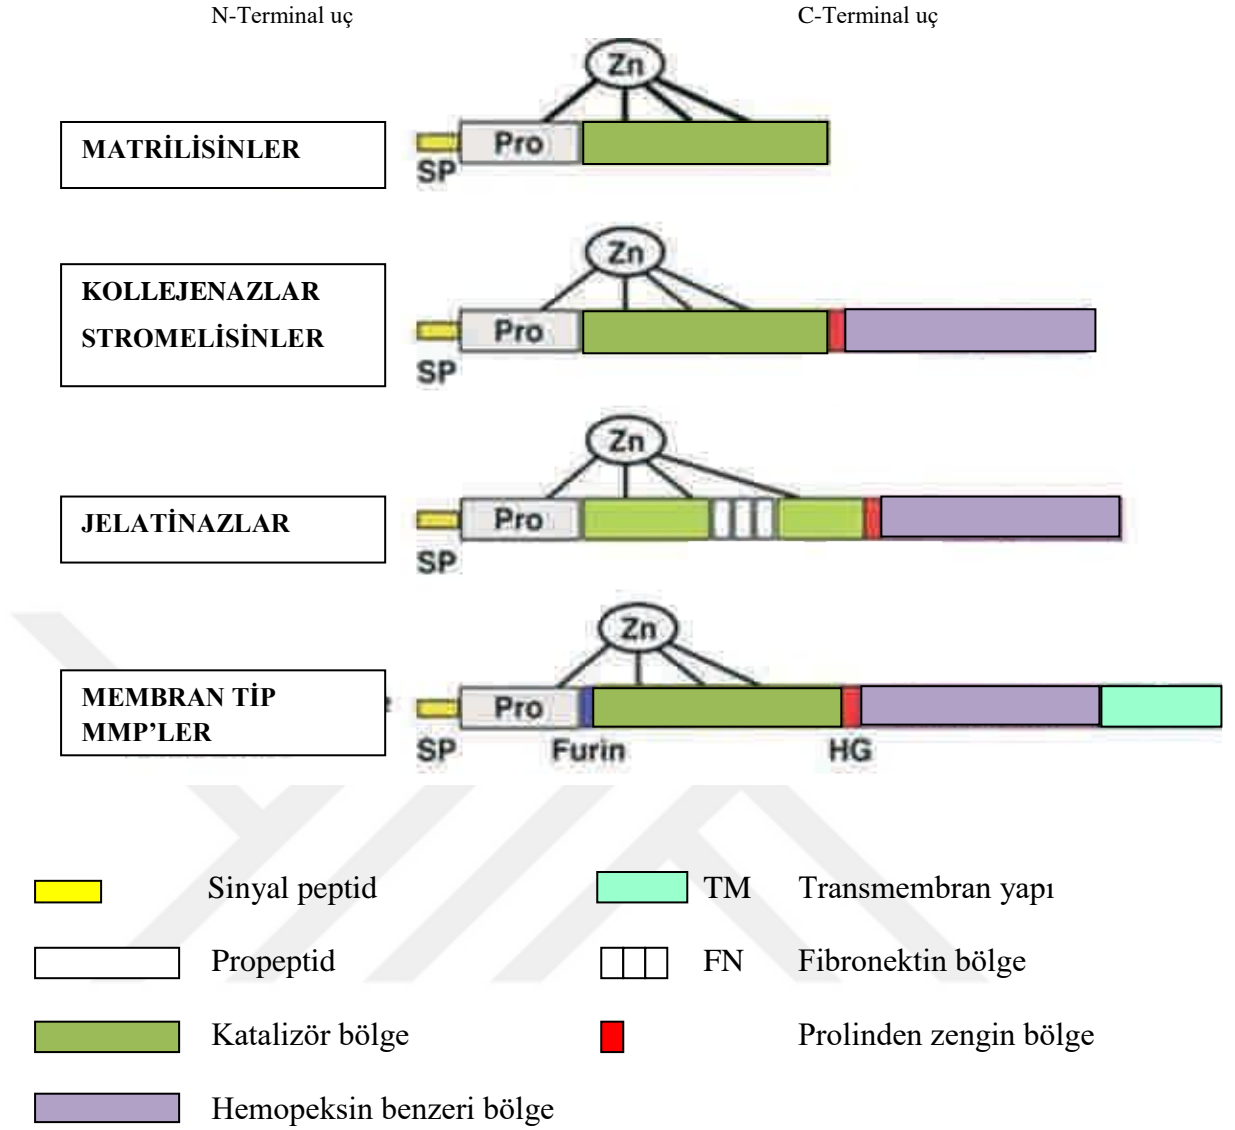 N-Terminal uç C-Terminal uç
Zn
MATRİLİSİNLER
Pro
SP
Zn
KOLLEJENAZLAR
STROMELİSİNLER
Pro
SP
Zn
JELATİNAZLAR
Pro
SP
Zn
MEMBRAN TİP
MMP’LER
Pro
SP Furin HG
Sinyal peptid TM Transmembran yapı
Propeptid FN Fibronektin bölge
Katalizör bölge Prolinden zengin bölge
Hemopeksin benzeri bölge